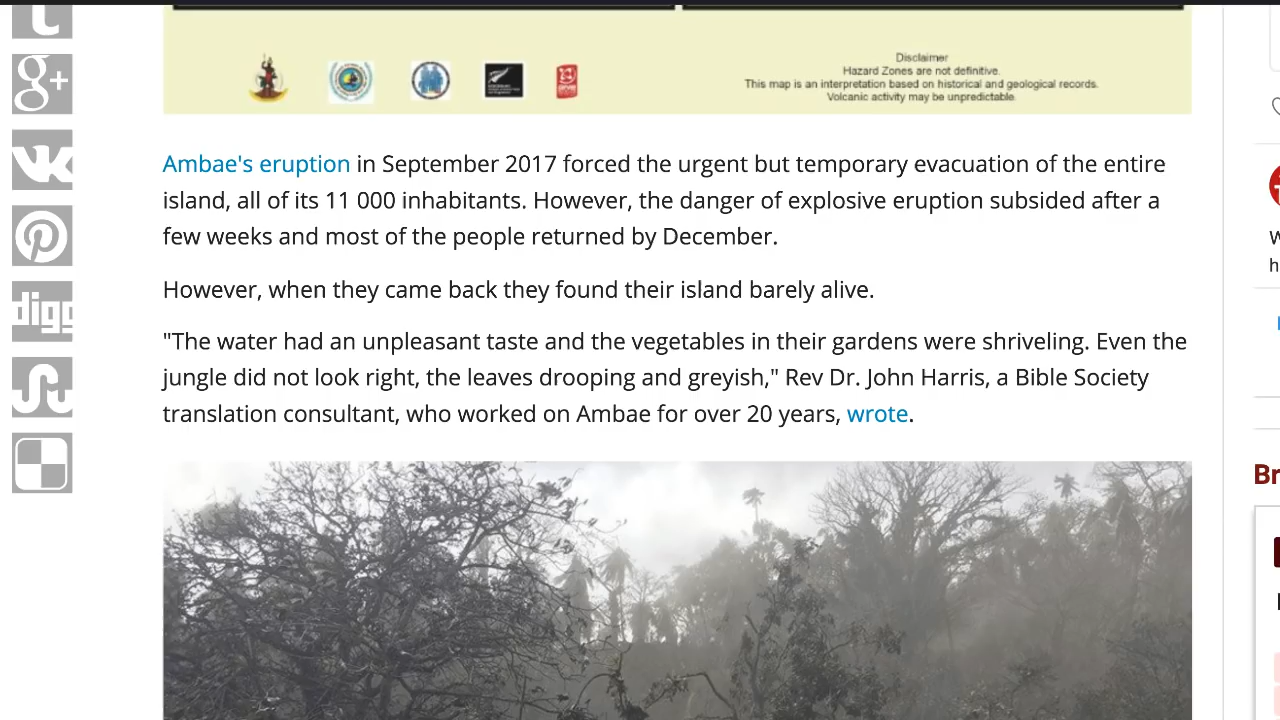 Disclaimer
Hazard Zones are not definitive.
This map is an interpretation based on historical and geological records.
Volcanic activity may be unpredictable.
g+
digg
Ambae's eruption in September 2017 forced the urgent but temporary evacuation of the entire
island, all of its 11 000 inhabitants. However, the danger of explosive eruption subsided after a
few weeks and most of the people returned by December.
However, when they came back they found their island barely alive.
"The water had an unpleasant taste and the vegetables in their gardens were shriveling. Even the
jungle did not look right, the leaves drooping and greyish," Rev Dr. John Harris, a Bible Society
translation consultant, who worked on Ambae for over 20 years, wrote.
Br